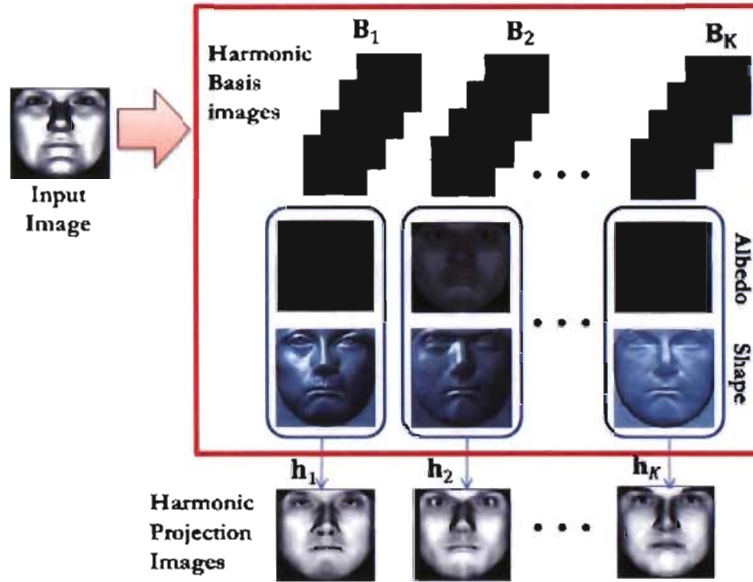 B1 B2 BK
Harmonic
Basis
images
Input
Image
Albedo
Shape
h1 h2 hK
Harmonic
Projection
Images